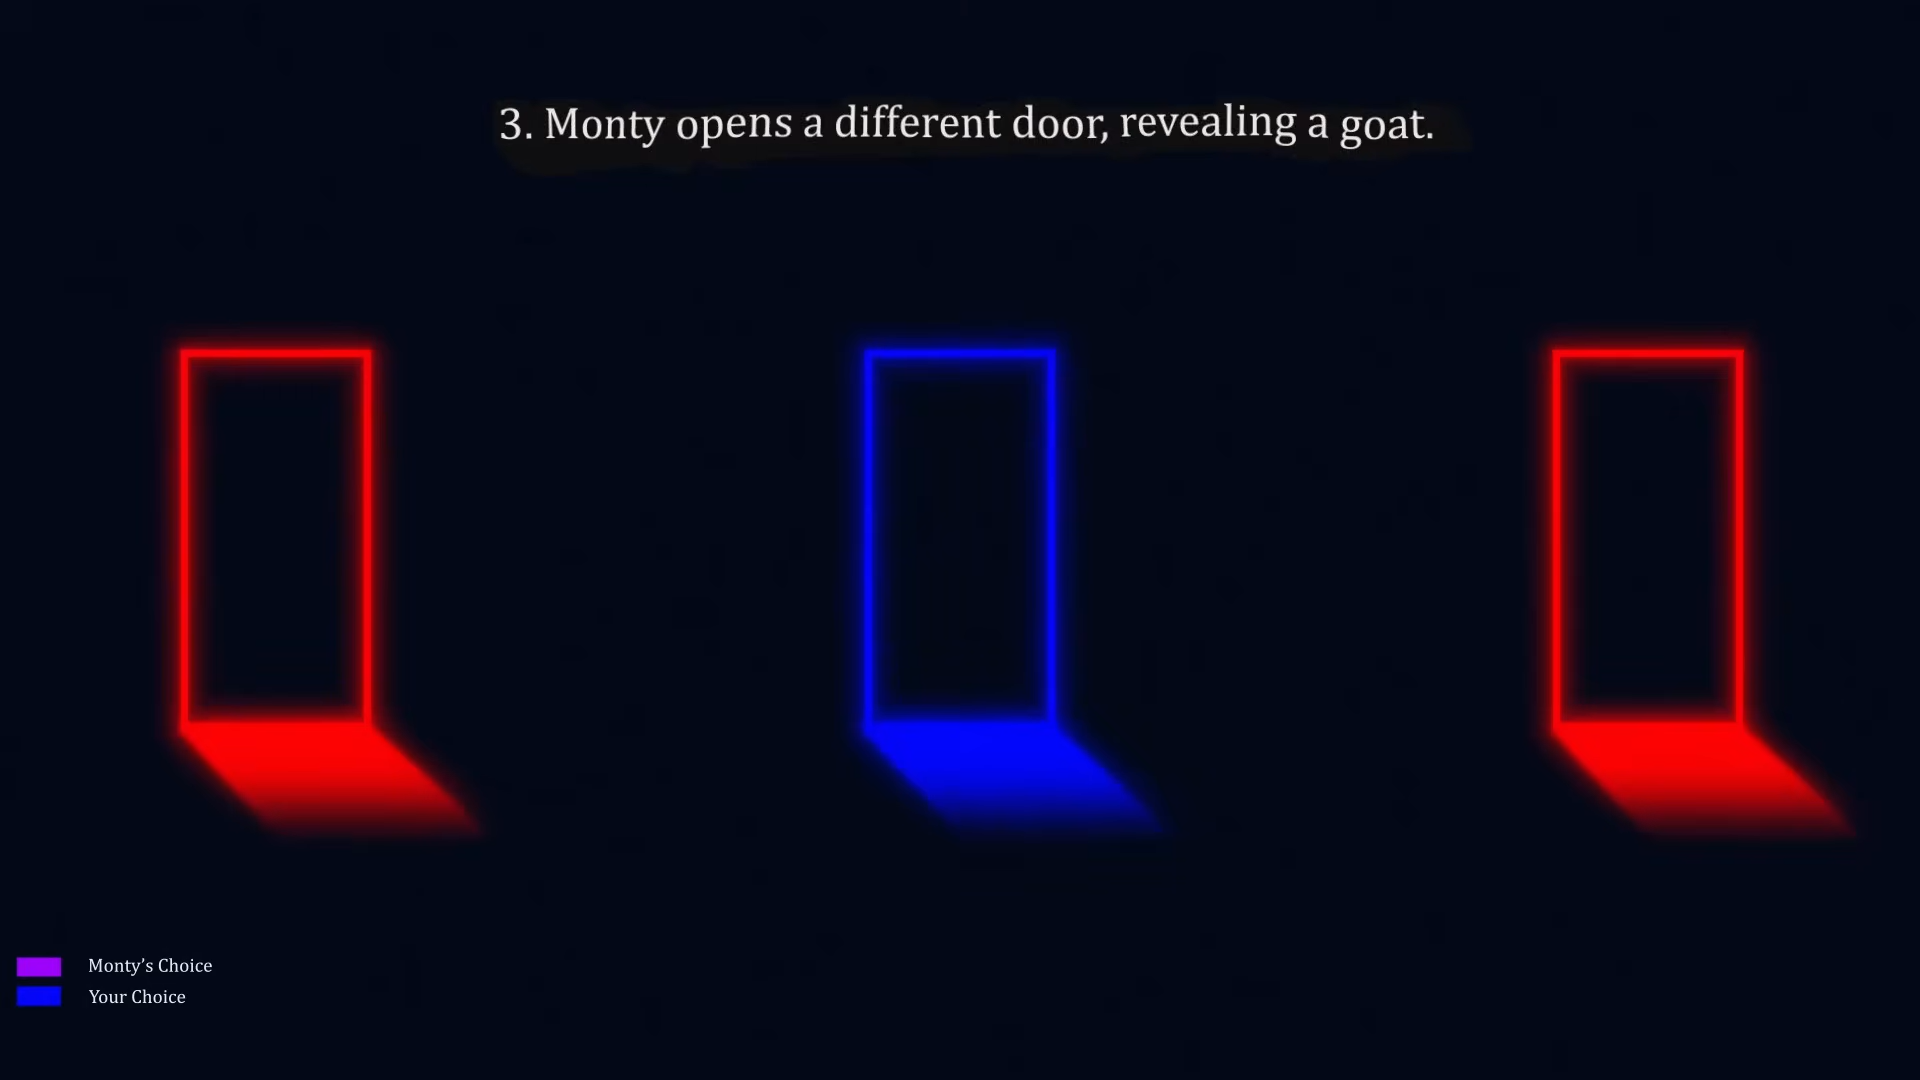 3. Monty opens a different door, revealing a goat.
Monty’s Choice
Your Choice